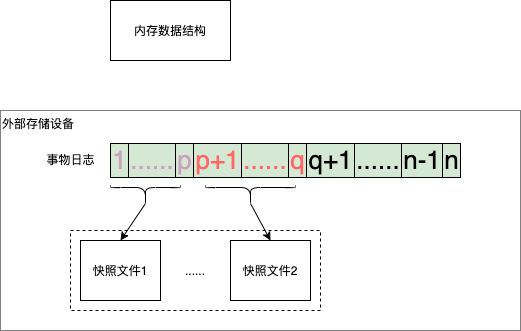 内存数据结构
外部存储设备
事物日志 1 ...... p p+1 ...... q q+1 ...... n-1 n
快照文件1 ...... 快照文件2